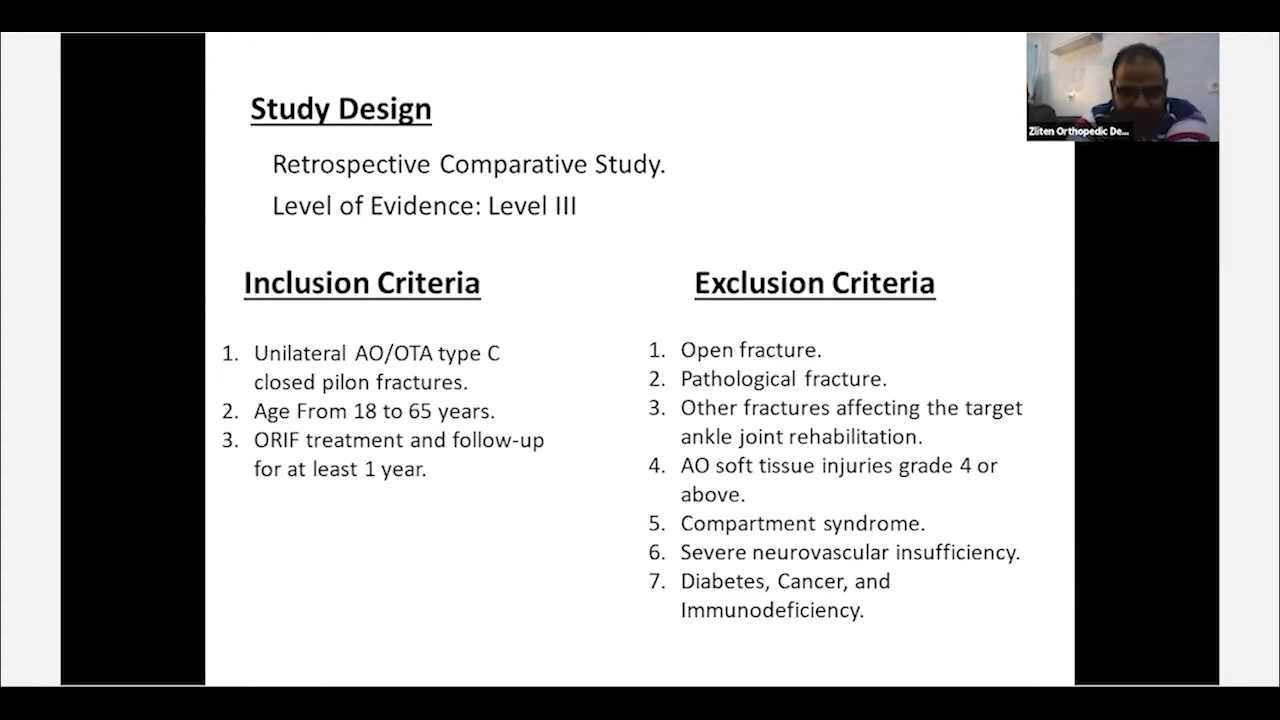 Study Design
Retrospective Comparative Study.
Level of Evidence: Level III
Inclusion Criteria
1. Unilateral AO/OTA type C
closed pilon fractures.
2. Age From 18 to 65 years.
3. ORIF treatment and follow-up
for at least 1 year.
Exclusion Criteria
1. Open fracture.
2. Pathological fracture.
3. Other fractures affecting the target
ankle joint rehabilitation.
4. AO soft tissue injuries grade 4 or
above.
5. Compartment syndrome.
6. Severe neurovascular insufficiency.
7. Diabetes, Cancer, and
Immunodeficiency.
Zliten Orthopedic De...